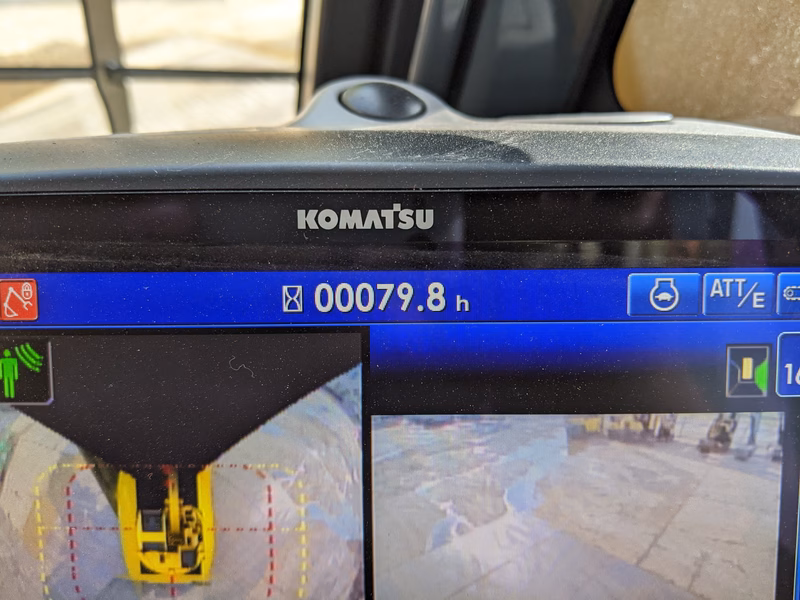 KOMATSU
00079.8 h
ATT/E